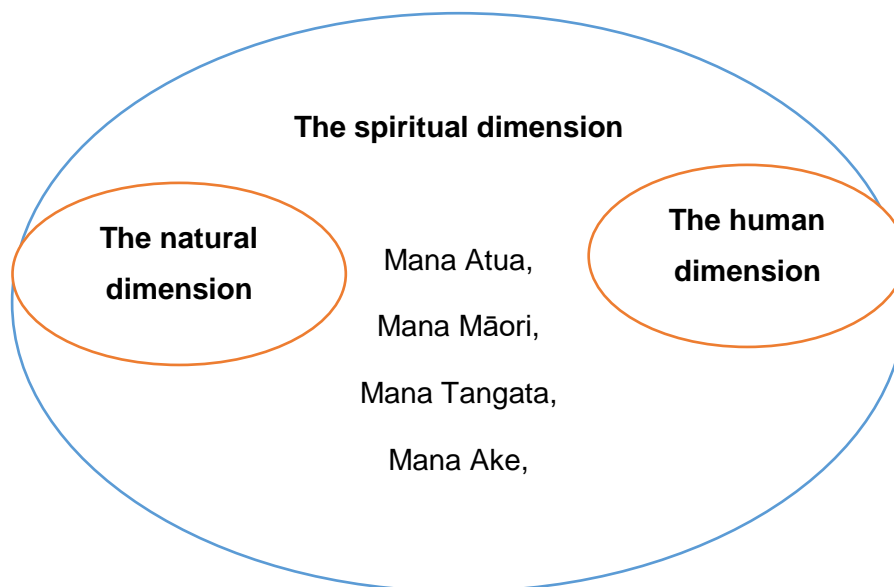 The spiritual dimension
The natural
dimension
The human
dimension
Mana Atua,
Mana Māori,
Mana Tangata,
Mana Ake,